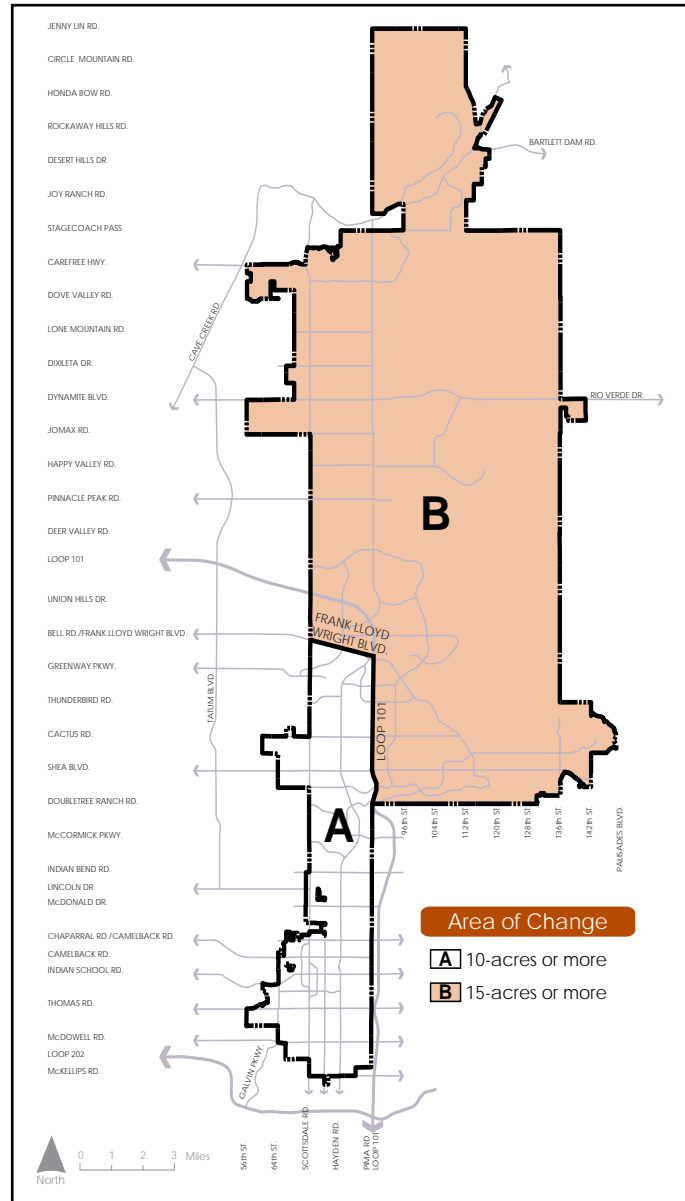 JENNY LIN RD.
CIRCLE MOUNTAIN RD.
HONDA BOW RD.
ROCKAWAY HILLS RD.
BARTLETT DAM RD.
DESERT HILLS DR.
JOY RANCH RD.
STAGECOACH PASS
CAREFREE HWY.
DOVE VALLEY RD.
LONE MOUNTAIN RD.
CAVE CREEK RD.
DIXILETA DR.
DYNAMITE BLVD.
RIO VERDE DR.
JOMAX RD.
HAPPY VALLEY RD.
PINNACLE PEAK RD.
B
DEER VALLEY RD.
LOOP 101
UNION HILLS DR.
FRANK LLOYD
WRIGHT BLVD.
BELL RD./FRANK LLOYD WRIGHT BLVD.
GREENWAY PKWY.
TATUM BLVD.
THUNDERBIRD RD.
LOOP 101
CACTUS RD.
SHEA BLVD.
DOUBLETREE RANCH RD.
A
96th ST.
104th ST.
112th ST.
120th ST.
128th ST.
136th ST.
142th ST.
PALISADES BLVD.
McCORMICK PKWY.
INDIAN BEND RD.
LINCOLN DR.
McDONALD DR.
CHAPARRAL RD./CAMELBACK RD.
CAMELBACK RD.
INDIAN SCHOOL RD.
THOMAS RD.
McDOWELL RD.
LOOP 202
McKELLIPS RD.
Area of Change
A 10-acres or more
B 15-acres or more
GALVIN PKWY.
56th ST.
64th ST.
SCOTTSDALE RD.
HAYDEN RD.
PIMA RD.
LOOP 101
North
0 1 2 3 Miles